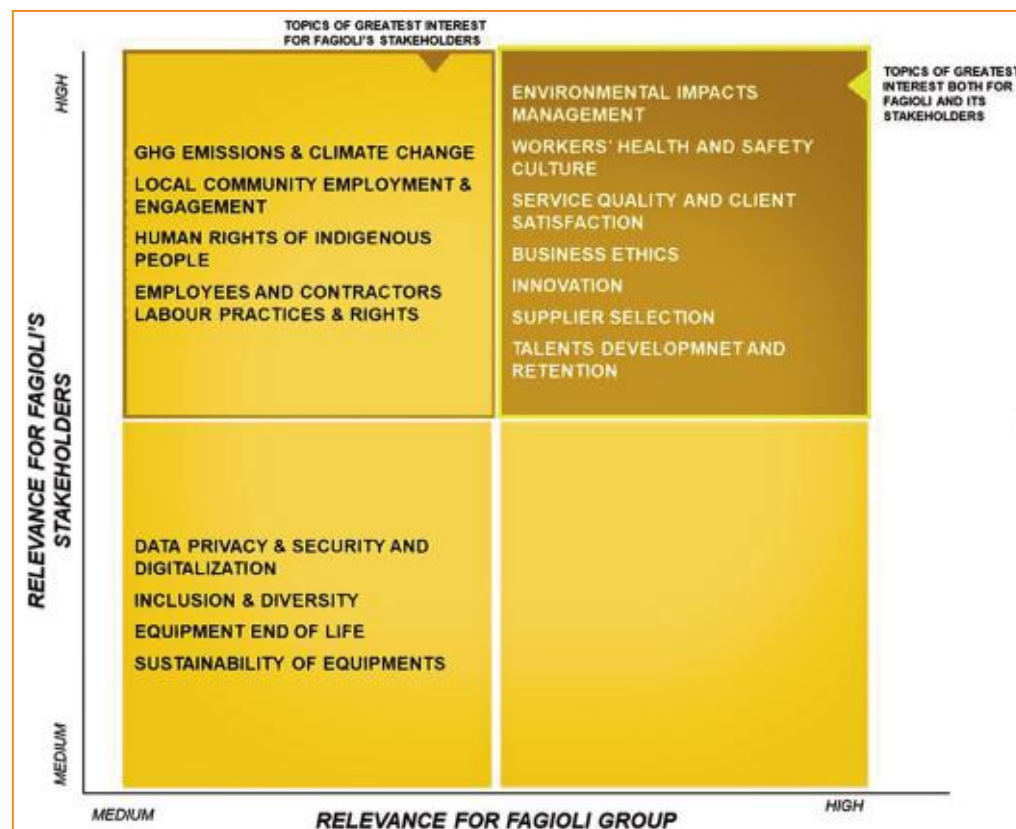 TOPICS OF GREATEST INTEREST
FOR FAGIOLI'S STAKEHOLDERS
TOPICS OF GREATEST
INTEREST BOTH FOR
FAGIOLI AND ITS
STAKEHOLDERS
HIGH
GHG EMISSIONS & CLIMATE CHANGE
LOCAL COMMUNITY EMPLOYMENT &
ENGAGEMENT
HUMAN RIGHTS OF INDIGENOUS
PEOPLE
EMPLOYEES AND CONTRACTORS
LABOUR PRACTICES & RIGHTS
ENVIRONMENTAL IMPACTS
MANAGEMENT
WORKERS' HEALTH AND SAFETY
CULTURE
SERVICE QUALITY AND CLIENT
SATISFACTION
BUSINESS ETHICS
INNOVATION
SUPPLIER SELECTION
TALENTS DEVELOPMNET AND
RETENTION
RELEVANCE FOR FAGIOLI'S
STAKEHOLDERS
DATA PRIVACY & SECURITY AND
DIGITALIZATION
INCLUSION & DIVERSITY
EQUIPMENT END OF LIFE
SUSTAINABILITY OF EQUIPMENTS
MEDIUM
MEDIUM
RELEVANCE FOR FAGIOLI GROUP
HIGH